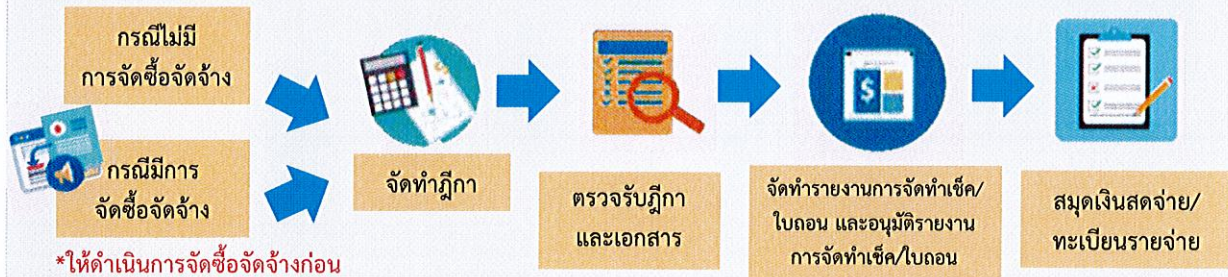 กรณีไม่มี
การจัดซื้อจัดจ้าง
กรณีมีการ
จัดซื้อจัดจ้าง
*ให้ดำเนินการจัดซื้อจัดจ้างก่อน
จัดทำฎีกา
ตรวจรับฎีกา
และเอกสาร
จัดทำรายงานการจัดทำเช็ค/
ใบถอน และอนุมัติรายงาน
การจัดทำเช็ค/ใบถอน
สมุดเงินสดจ่าย/
ทะเบียนรายจ่าย